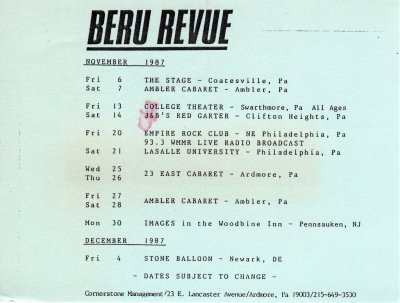 BERU REVUE
NOVEMBER 1987
Fri 6 THE STAGE - Coatesville, Pa
Sat 7 AMBLER CABARET - Ambler, Pa
Fri 13 COLLEGE THEATER - Swarthmore, Pa All Ages
Sat 14 J&B'S RED GARTER - Clifton Heights, Pa
Fri 20 EMPIRE ROCK CLUB - NE Philadelphia, Pa
93.3 WMMR LIVE RADIO BROADCAST
Sat 21 LASALLE UNIVERSITY - Philadelphia, Pa
Wed 25
Thu 26 23 EAST CABARET - Ardmore, Pa
Fri 27
Sat 28 AMBLER CABARET - Ambler, Pa
Mon 30 IMAGES in the Woodbine Inn - Pennsauken, NJ
DECEMBER 1987
Fri 4 STONE BALLOON - Newark, DE
- DATES SUBJECT TO CHANGE -
Cornerstone Management/23 E. Lancaster Avenue/Ardmore, Pa 19003/215-649-3530